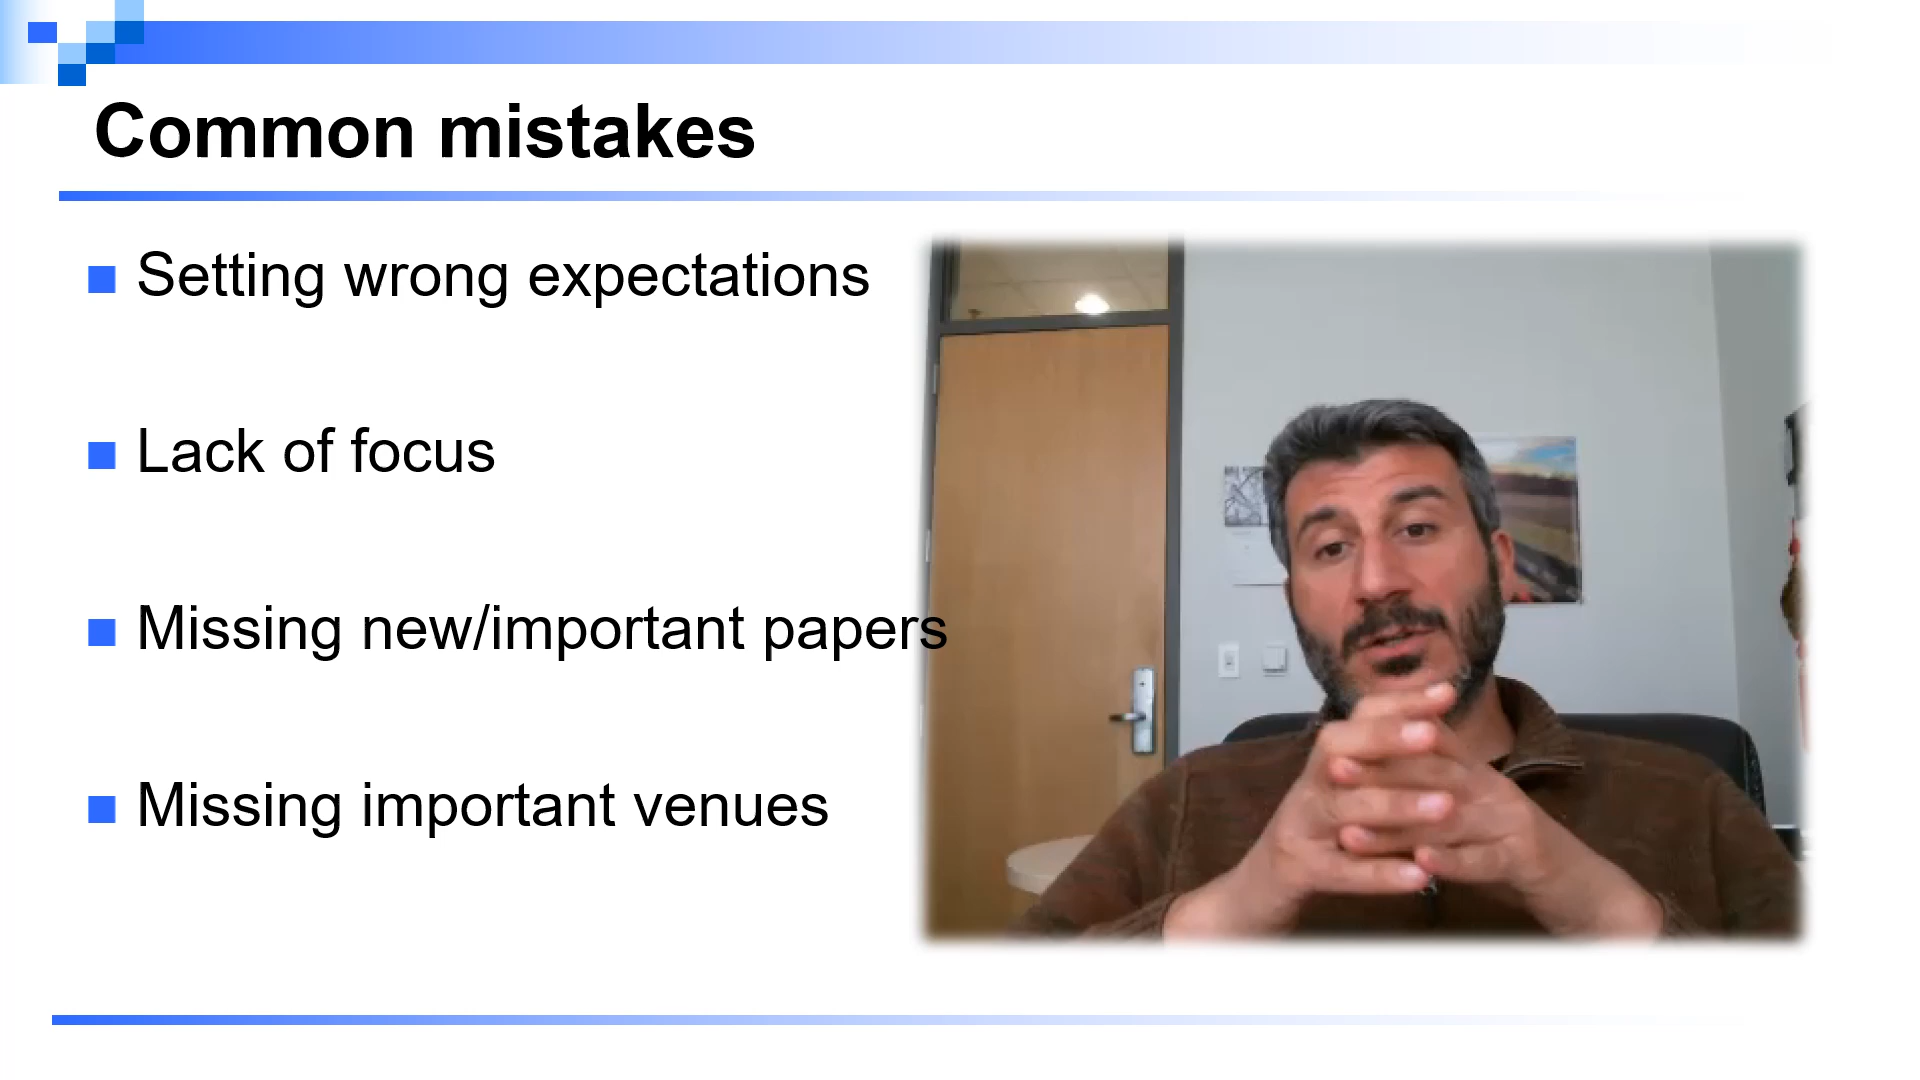 Common mistakes
Setting wrong expectations
Lack of focus
Missing new/important papers
Missing important venues